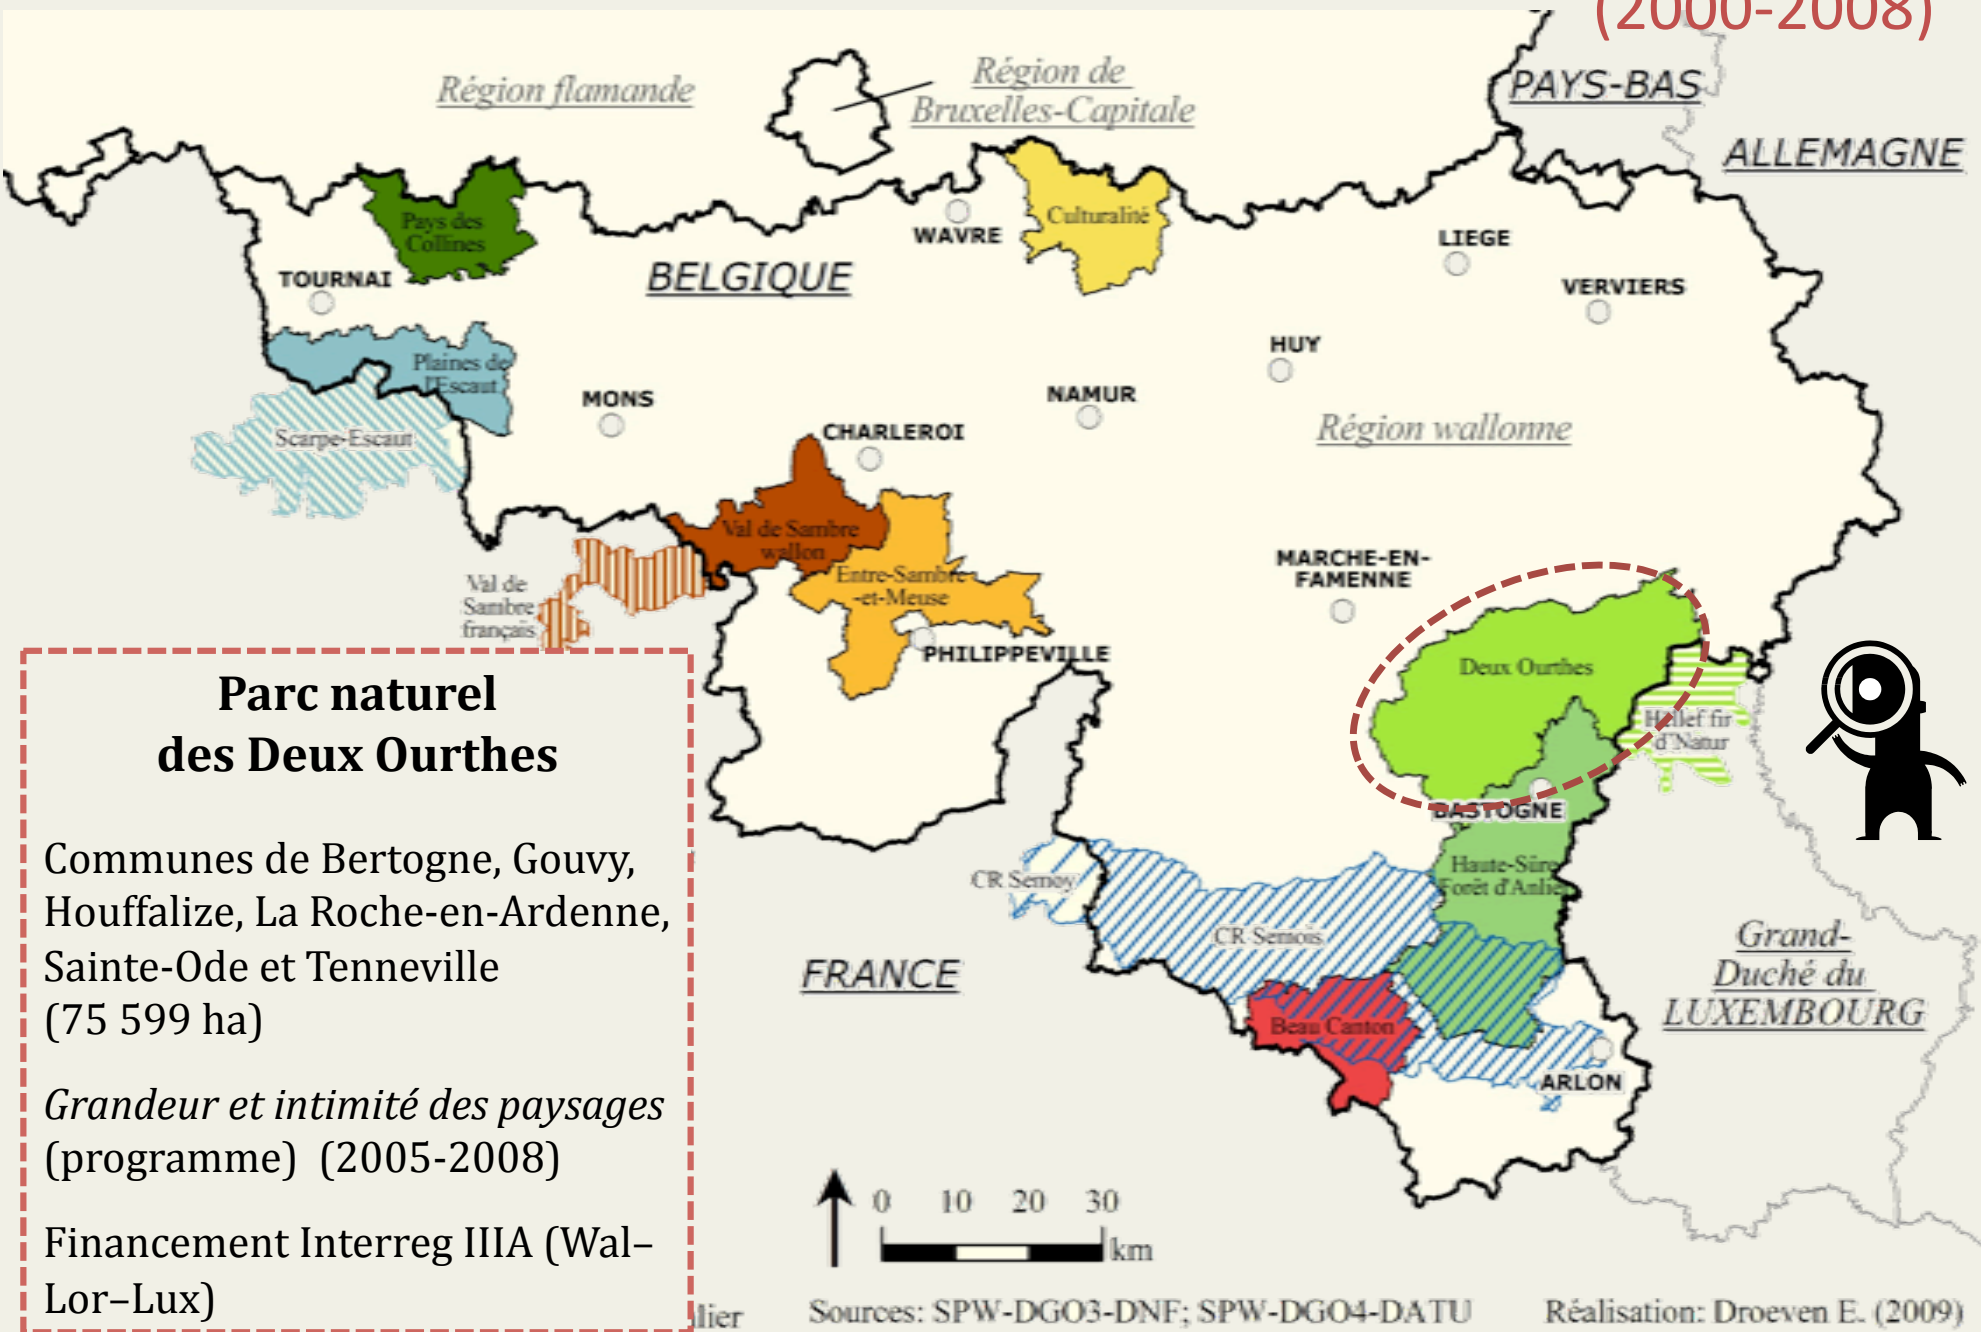 (2000-2008)
Région flamande
Région de
Bruxelles-Capitale
PAYS-BAS
ALLEMAGNE
Pays des
Collines
Culturalité
WAVRE
LIEGE
TOURNAI
BELGIQUE
VERVIERS
Plaines de
l'Escaut
HUY
MONS
NAMUR
Scarpe-Escaut
CHARLEROI
Région wallonne
Val de Sambre
wallon
Entre-Sambre
-et-Meuse
MARCHE-EN-
FAMENNE
Val de
Sambre
français
PHILIPPEVILLE
Deux Ourthes
Hëllef fir
d'Natur
BASTOGNE
Haute-Sûre
Forêt d'Anlier
CR Semoy
CR Semois
FRANCE
Grand-
Duché du
LUXEMBOURG
Beau Canton
ARLON
Parc naturel
des Deux Ourthes
Communes de Bertogne, Gouvy,
Houffalize, La Roche-en-Ardenne,
Sainte-Ode et Tenneville
(75 599 ha)
Grandeur et intimité des paysages
(programme) (2005-2008)
Financement Interreg IIIA (Wal–
Lor–Lux)
0 10 20 30
km
lier
Sources: SPW-DGO3-DNF; SPW-DGO4-DATU
Réalisation: Droeven E. (2009)